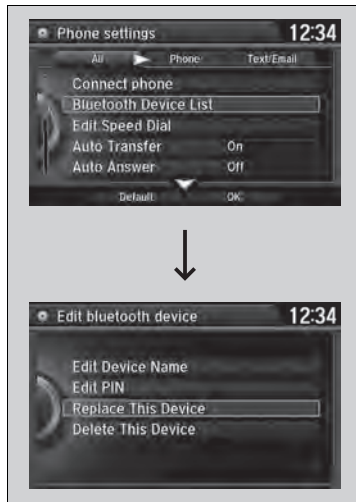 Phone settings 12:34
All Phone Text/Email
Connect phone
Bluetooth Device List
Edit Speed Dial
Auto Transfer On
Auto Answer Off
Default OK
Edit bluetooth device 12:34
Edit Device Name
Edit PIN
Replace This Device
Delete This Device